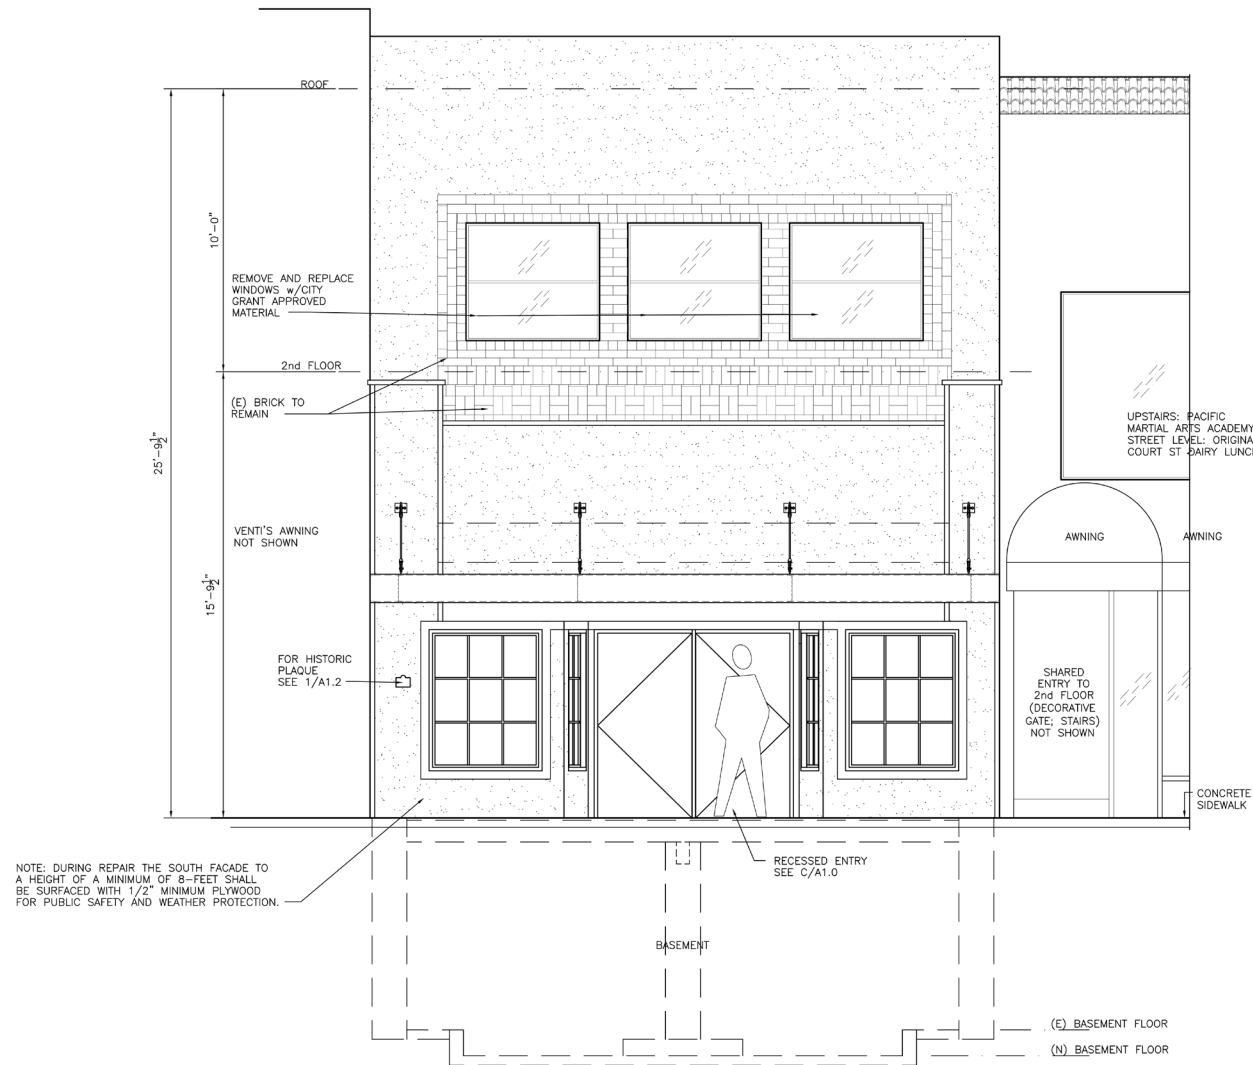 ROOF
10'-0"
REMOVE AND REPLACE
WINDOWS w/CITY
GRANT APPROVED
MATERIAL
2nd FLOOR
(E) BRICK TO
REMAIN
25'-9 1/2"
UPSTAIRS: PACIFIC
MARTIAL ARTS ACADEMY
STREET LEVEL: ORIGINA
COURT ST DAIRY LUNC
VENTI'S AWNING
NOT SHOWN
AWNING
AWNING
15'-9 1/2"
FOR HISTORIC
PLAQUE
SEE 1/A1.2
SHARED
ENTRY TO
2nd FLOOR
(DECORATIVE
GATE; STAIRS)
NOT SHOWN
CONCRETE
SIDEWALK
NOTE: DURING REPAIR THE SOUTH FACADE TO
A HEIGHT OF A MINIMUM OF 8-FEET SHALL
BE SURFACED WITH 1/2" MINIMUM PLYWOOD
FOR PUBLIC SAFETY AND WEATHER PROTECTION.
RECESSED ENTRY
SEE C/A1.0
BASEMENT
(E) BASEMENT FLOOR
(N) BASEMENT FLOOR